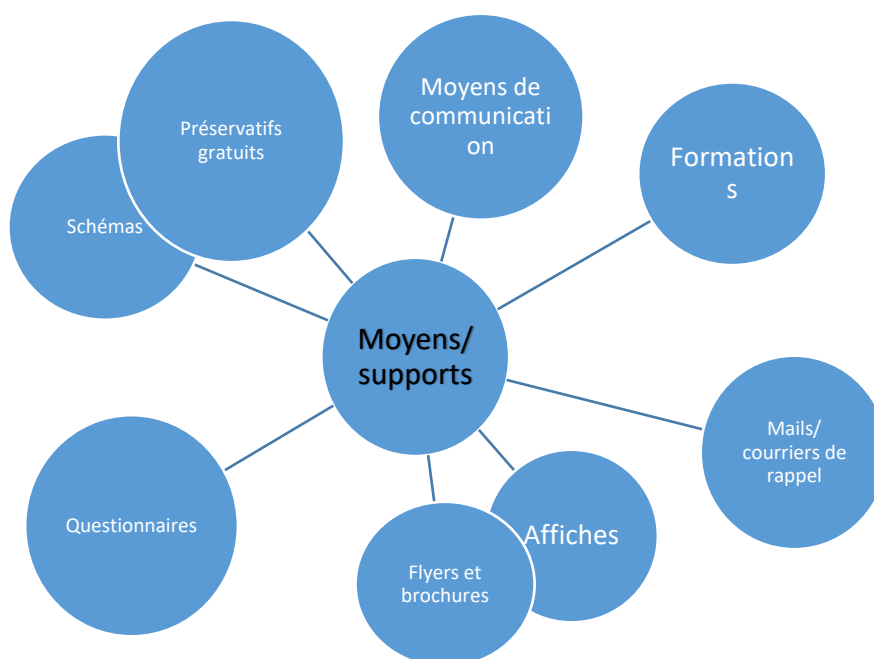 Moyens de
communicati
on
Préservatifs
gratuits
Formation
s
Schémas
Moyens/
supports
Mails/
courriers de
rappel
Questionnaires
Affiches
Flyers et
brochures